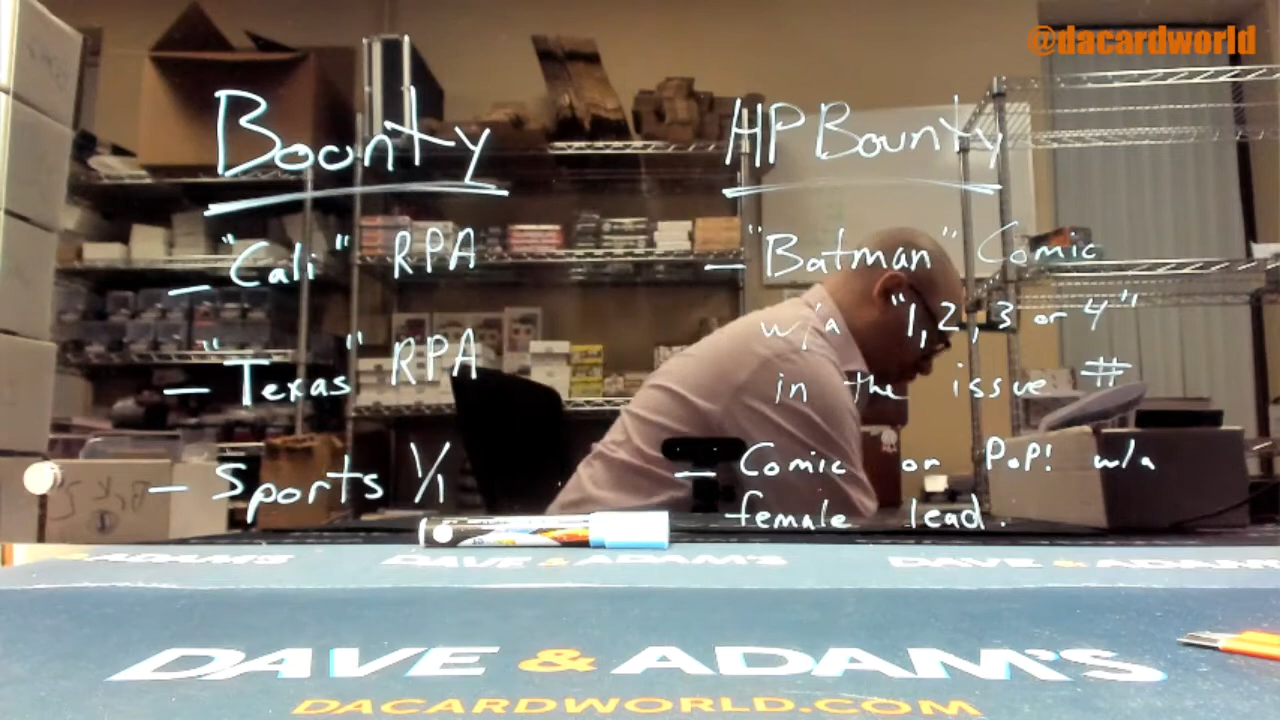 @dacardworld
Bounty
- "Cali" RPA
- "Texas" RPA
- Sports 1/1
HP Bounty
- "Batman" Comic
w/a "1, 2, 3 or 4"
in the issue #
- Comic or PoP! w/a
female lead.
ADAM'S DAVE & ADAM'S DAVE & ADAM'S
DAVE & ADAM'S
DACARDWORLD.COM